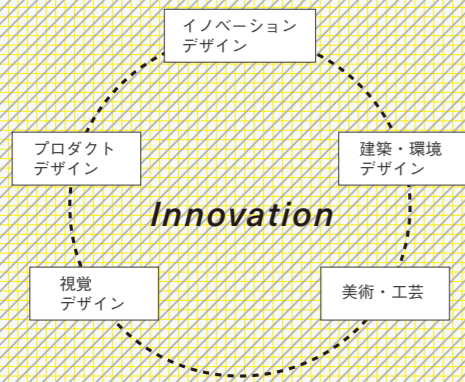 イノベーション
デザイン
プロダクト
デザイン
建築・環境
デザイン
Innovation
視覚
デザイン
美術・工芸